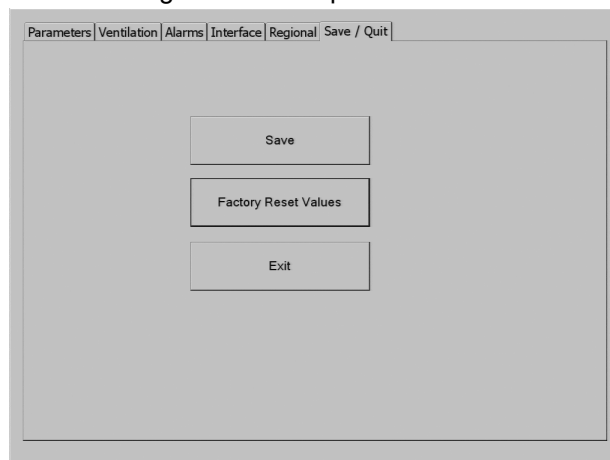 Parameters Ventilation Alarms Interface Regional Save / Quit
Save
Factory Reset Values
Exit